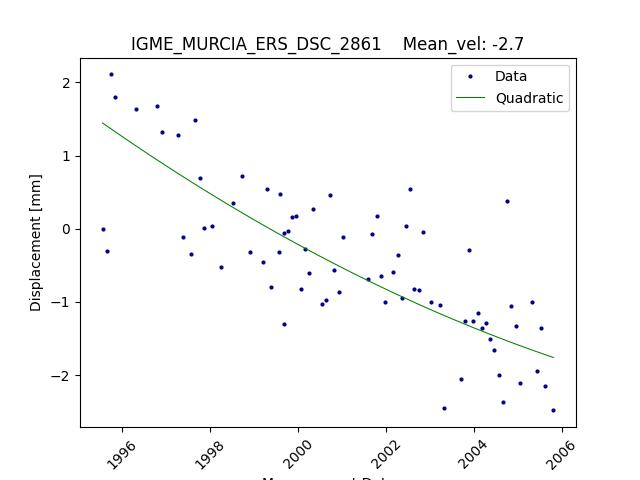 IGME_MURCIA_ERS_DSC_2861    Mean_vel: -2.7
Data
Quadratic
Displacement [mm]
2
1
0
−1
−2
1996
1998
2000
2002
2004
2006